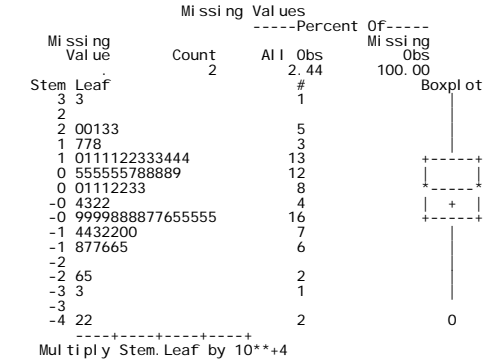 Missing Values
-----Percent Of-----
Missing Missing
Value Count All Obs Obs
. 2 2.44 100.00
Stem Leaf # Boxplot
3 3 1 |
2 |
2 00133 5 |
1 778 3 |
1 0111122333444 13 +-----+
0 555555788889 12 | |
0 01112233 8 *-----*
-0 4322 4 | + |
-0 9999888877655555 16 +-----+
-1 4432200 7 |
-1 877665 6 |
-2 |
-2 65 2 |
-3 3 1 |
-3
-4 22 2 0
----+----+----+----+
Multiply Stem.Leaf by 10**+4